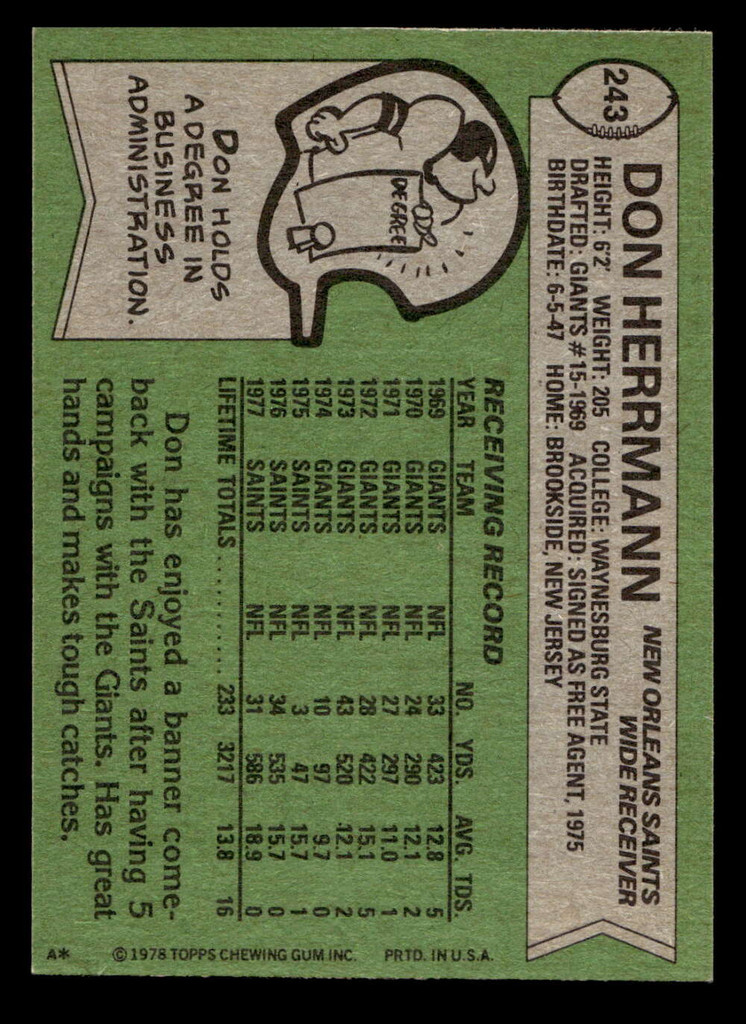 243
DON HERRMANN
NEW ORLEANS SAINTS
WIDE RECEIVER
HEIGHT: 6'2' WEIGHT: 205 COLLEGE: WAYNESBURG STATE
DRAFTED: GIANTS #15-1969 ACQUIRED: SIGNED AS FREE AGENT, 1975
BIRTHDATE: 6-5-47 HOME: BROOKSIDE, NEW JERSEY
DEGREE
DON HOLDS
A DEGREE IN
BUSINESS
ADMINISTRATION.
RECEIVING RECORD
YEAR TEAM NO. YDS. AVG. TDS.
1969 GIANTS NFL 33 423 12.8 5
1970 GIANTS NFL 24 290 12.1 2
1971 GIANTS NFL 27 297 11.0 1
1972 GIANTS NFL 28 422 15.1 5
1973 GIANTS NFL 43 520 12.1 2
1974 GIANTS NFL 10 97 9.7 0
1975 SAINTS NFL 3 47 15.7 1
1976 SAINTS NFL 34 535 15.7 0
1977 SAINTS NFL 31 586 18.9 0
LIFETIME TOTALS .......... 233 3217 13.8 16
Don has enjoyed a banner come-
back with the Saints after having 5
campaigns with the Giants. Has great
hands and makes tough catches.
A* © 1978 TOPPS CHEWING GUM INC. PRTD. IN U.S.A.